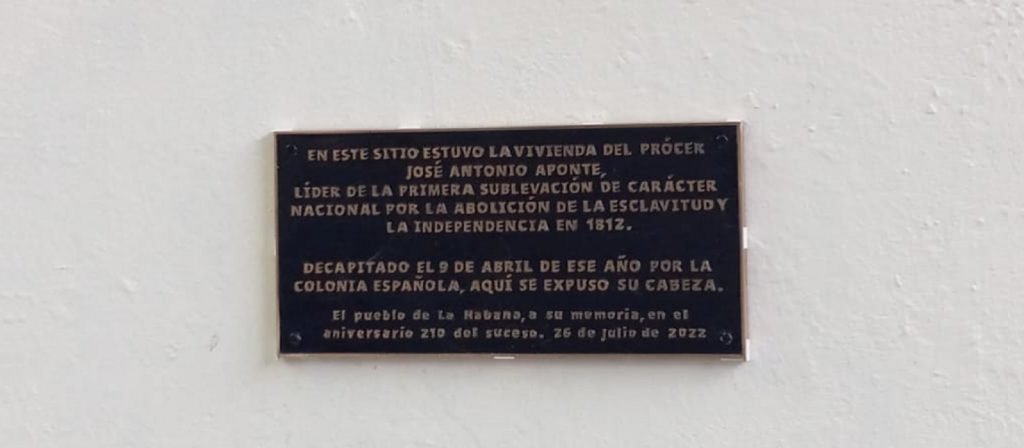 EN ESTE SITIO ESTUVO LA VIVIENDA DEL PRÓCER
JOSÉ ANTONIO APONTE,
LÍDER DE LA PRIMERA SUBLEVACIÓN DE CARÁCTER
NACIONAL POR LA ABOLICIÓN DE LA ESCLAVITUD Y
LA INDEPENDENCIA EN 1812.
DECAPITADO EL 9 DE ABRIL DE ESE AÑO POR LA
COLONIA ESPAÑOLA, AQUÍ SE EXPUSO SU CABEZA.
El pueblo de La Habana, a su memoria, en el
aniversario 210 del suceso. 26 de julio de 2022